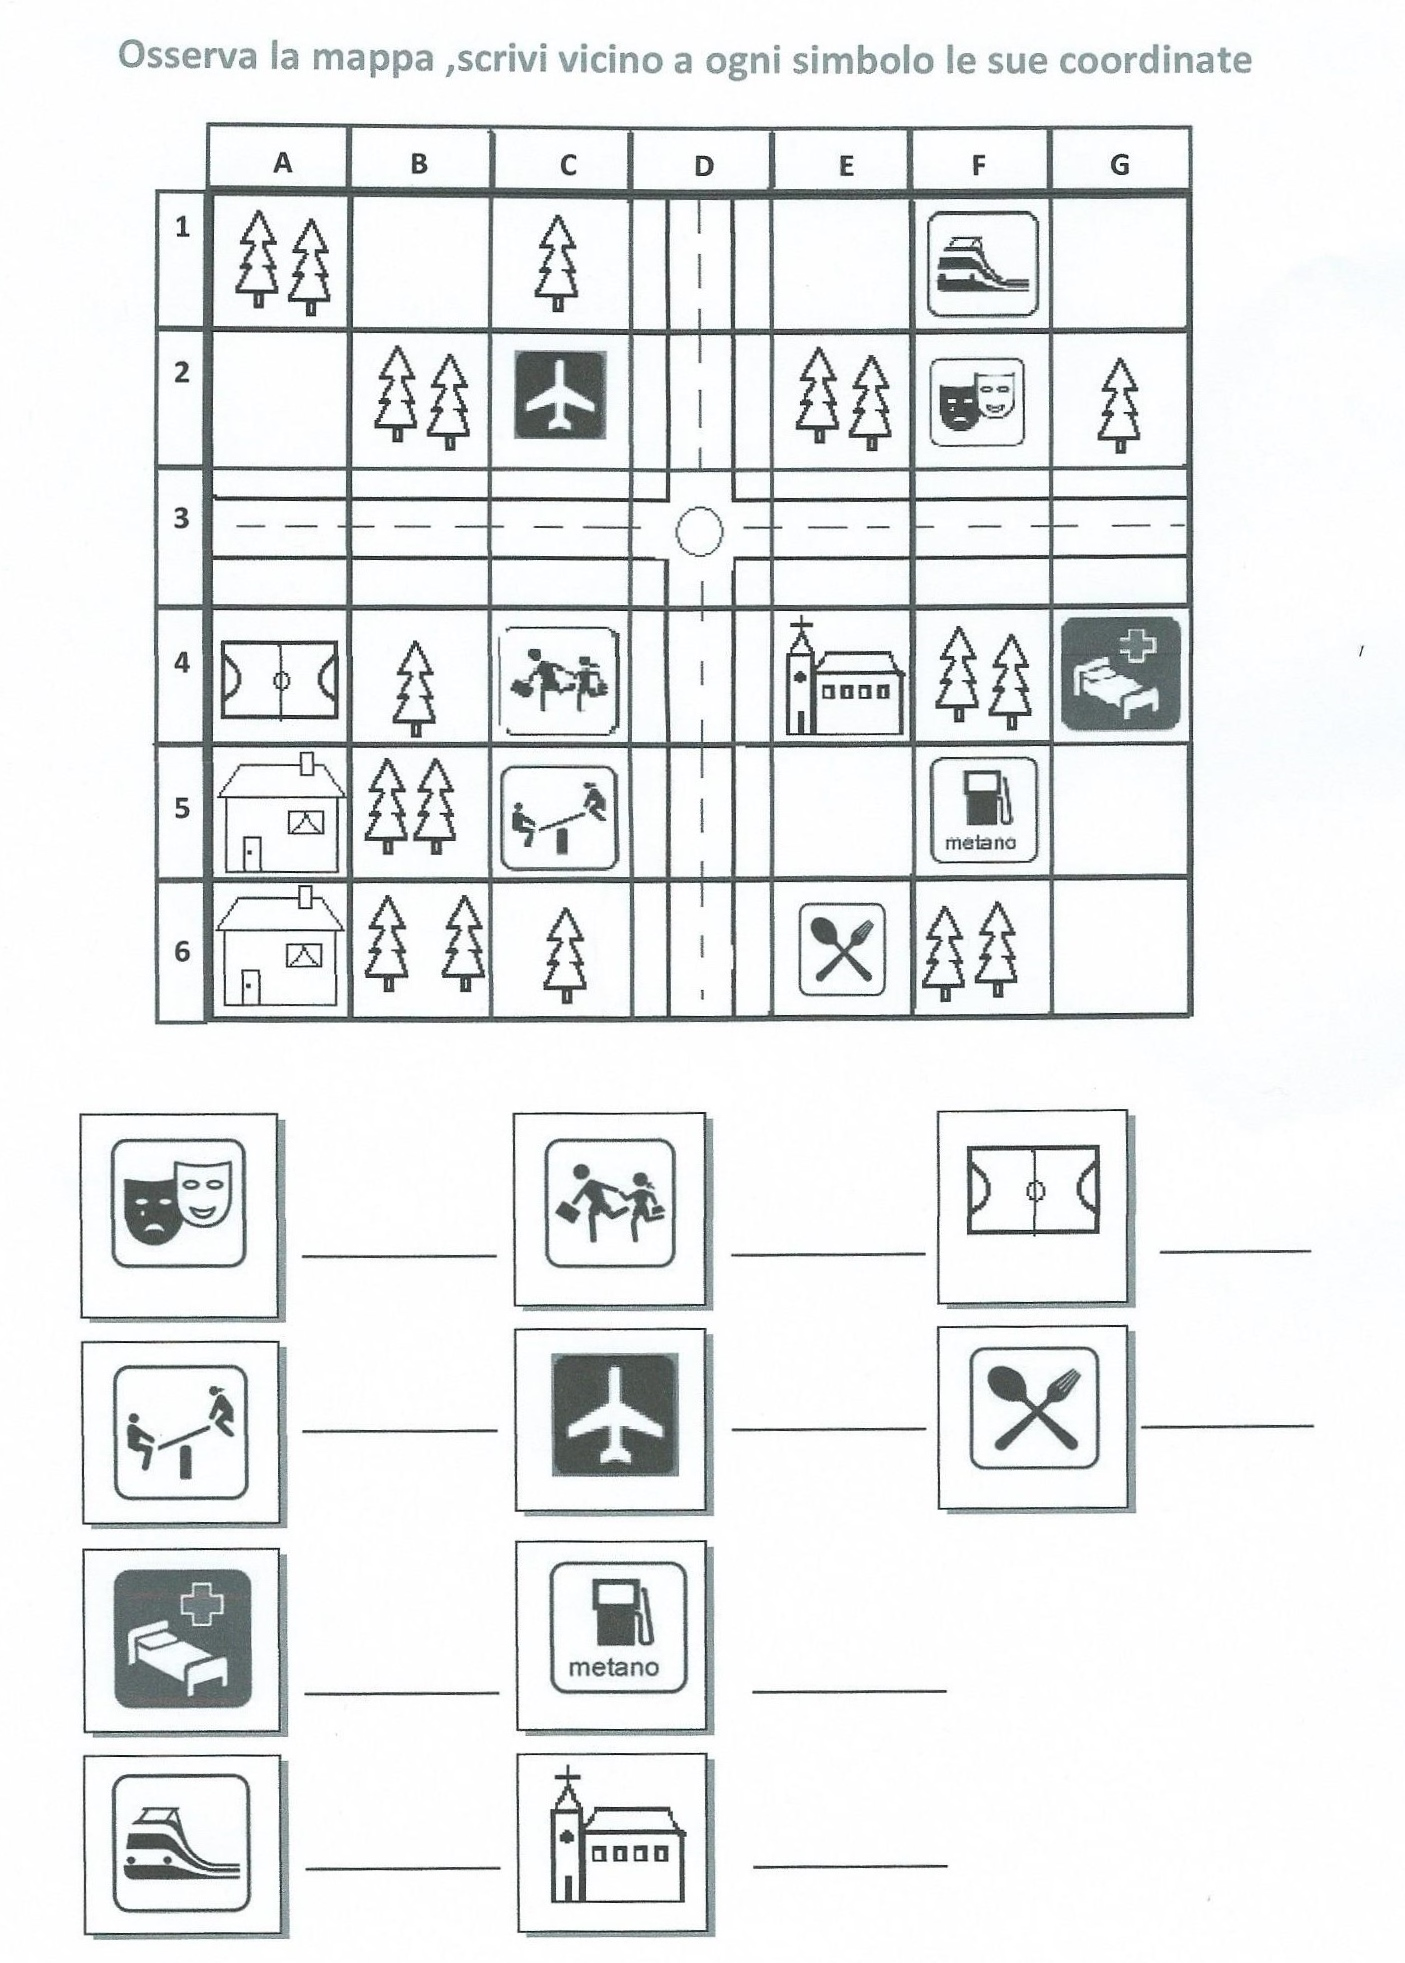 Osserva la mappa ,scrivi vicino a ogni simbolo le sue coordinate
A B C D E F G
1
2
3
4
5
metano
6
metano